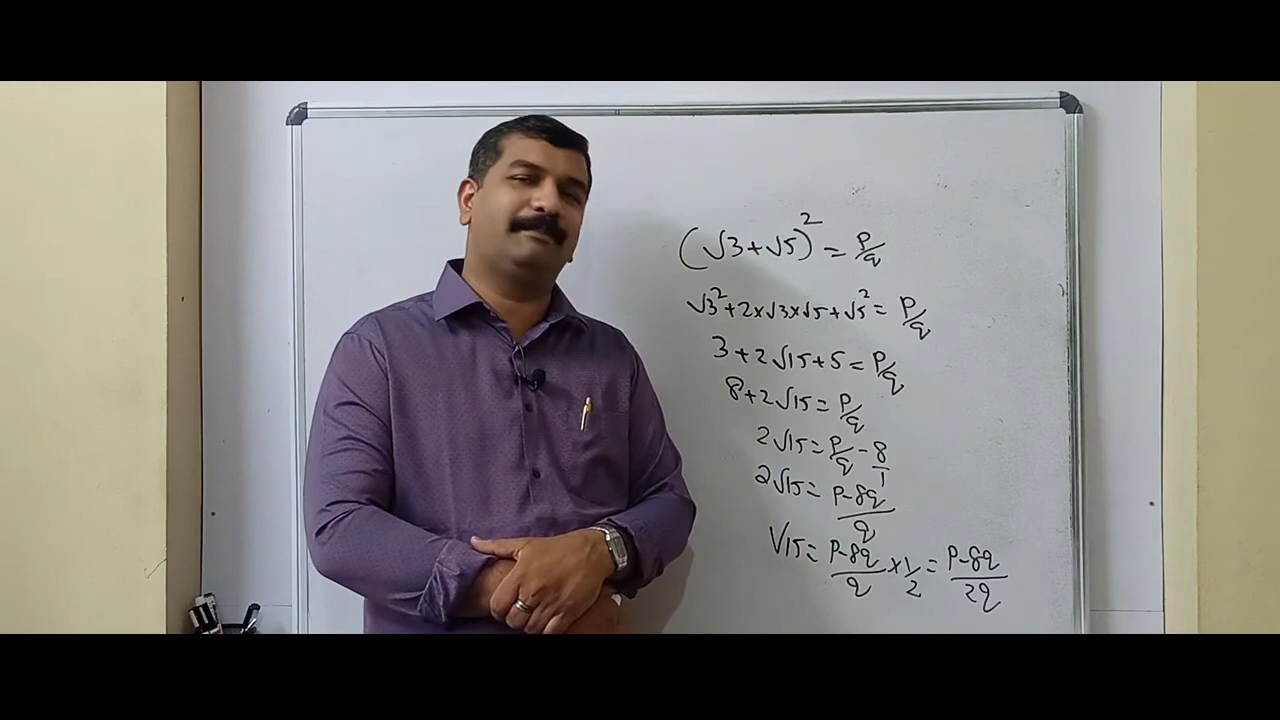 (√3+√5)² = P/q
√3²+2×√3×√5+√5² = P/q
3+2√15+5 = P/q
8+2√15 = P/q
2√15 = P/q - 8/1
2√15 = P-8q/q
√15 = P-8q/q × 1/2 = P-8q/2q